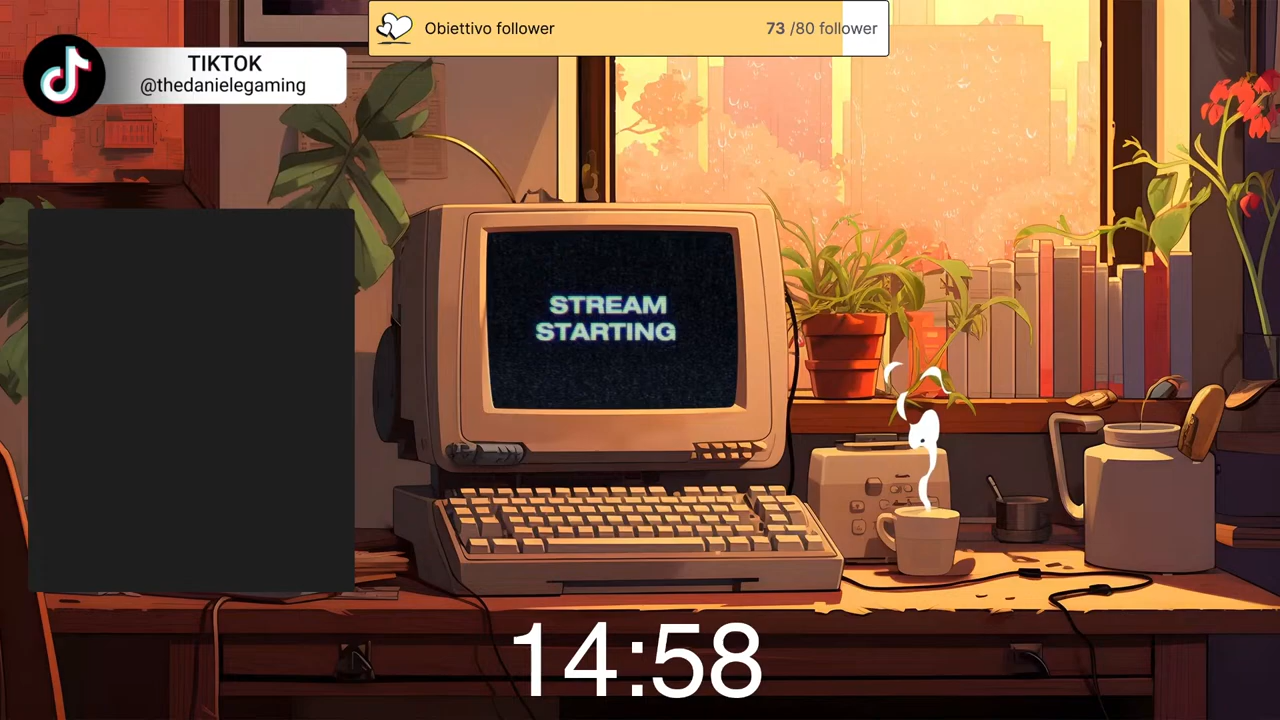 Obiettivo follower
73 /80 follower
TIKTOK
@thedanielegaming
STREAM
STARTING
14:58